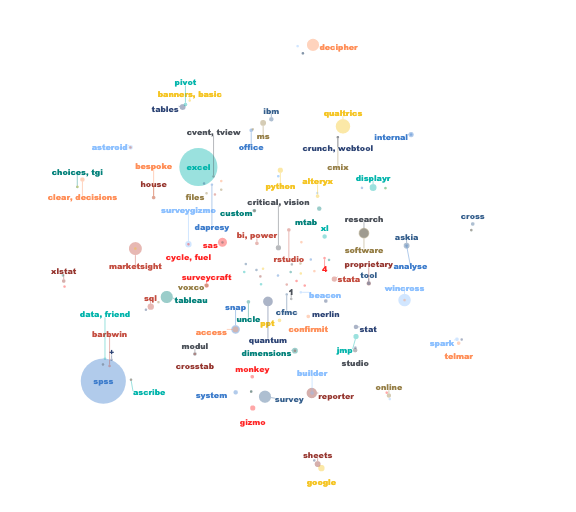 decipher
pivot
banners, basic
tables
ibm
qualtrics
cvent, tview
ms
internal
asteroid
office
crunch, webtool
excel
cmix
bespoke
choices, tgi
displayr
house
python
altoryx
clear, decisions
files
critical, vision
surveygizmo
custom
research
cross
mtab
dapresy
xl
bi, power
askia
sas
software
cycle, fuel
rstudio
marketsight
proprietary
analyse
xlstat
4
tool
surveycraft
stata
voxco
wincross
1
beacon
sql
tableau
snap
cfmc
data, friend
uncle
merlin
ppt
confirmit
stat
barbwin
access
quantum
spark
modul
dimensions
jmp
telmar
+
crosstab
studio
monkey
builder
spss
online
ascribe
system
reporter
survey
gizmo
sheets
google